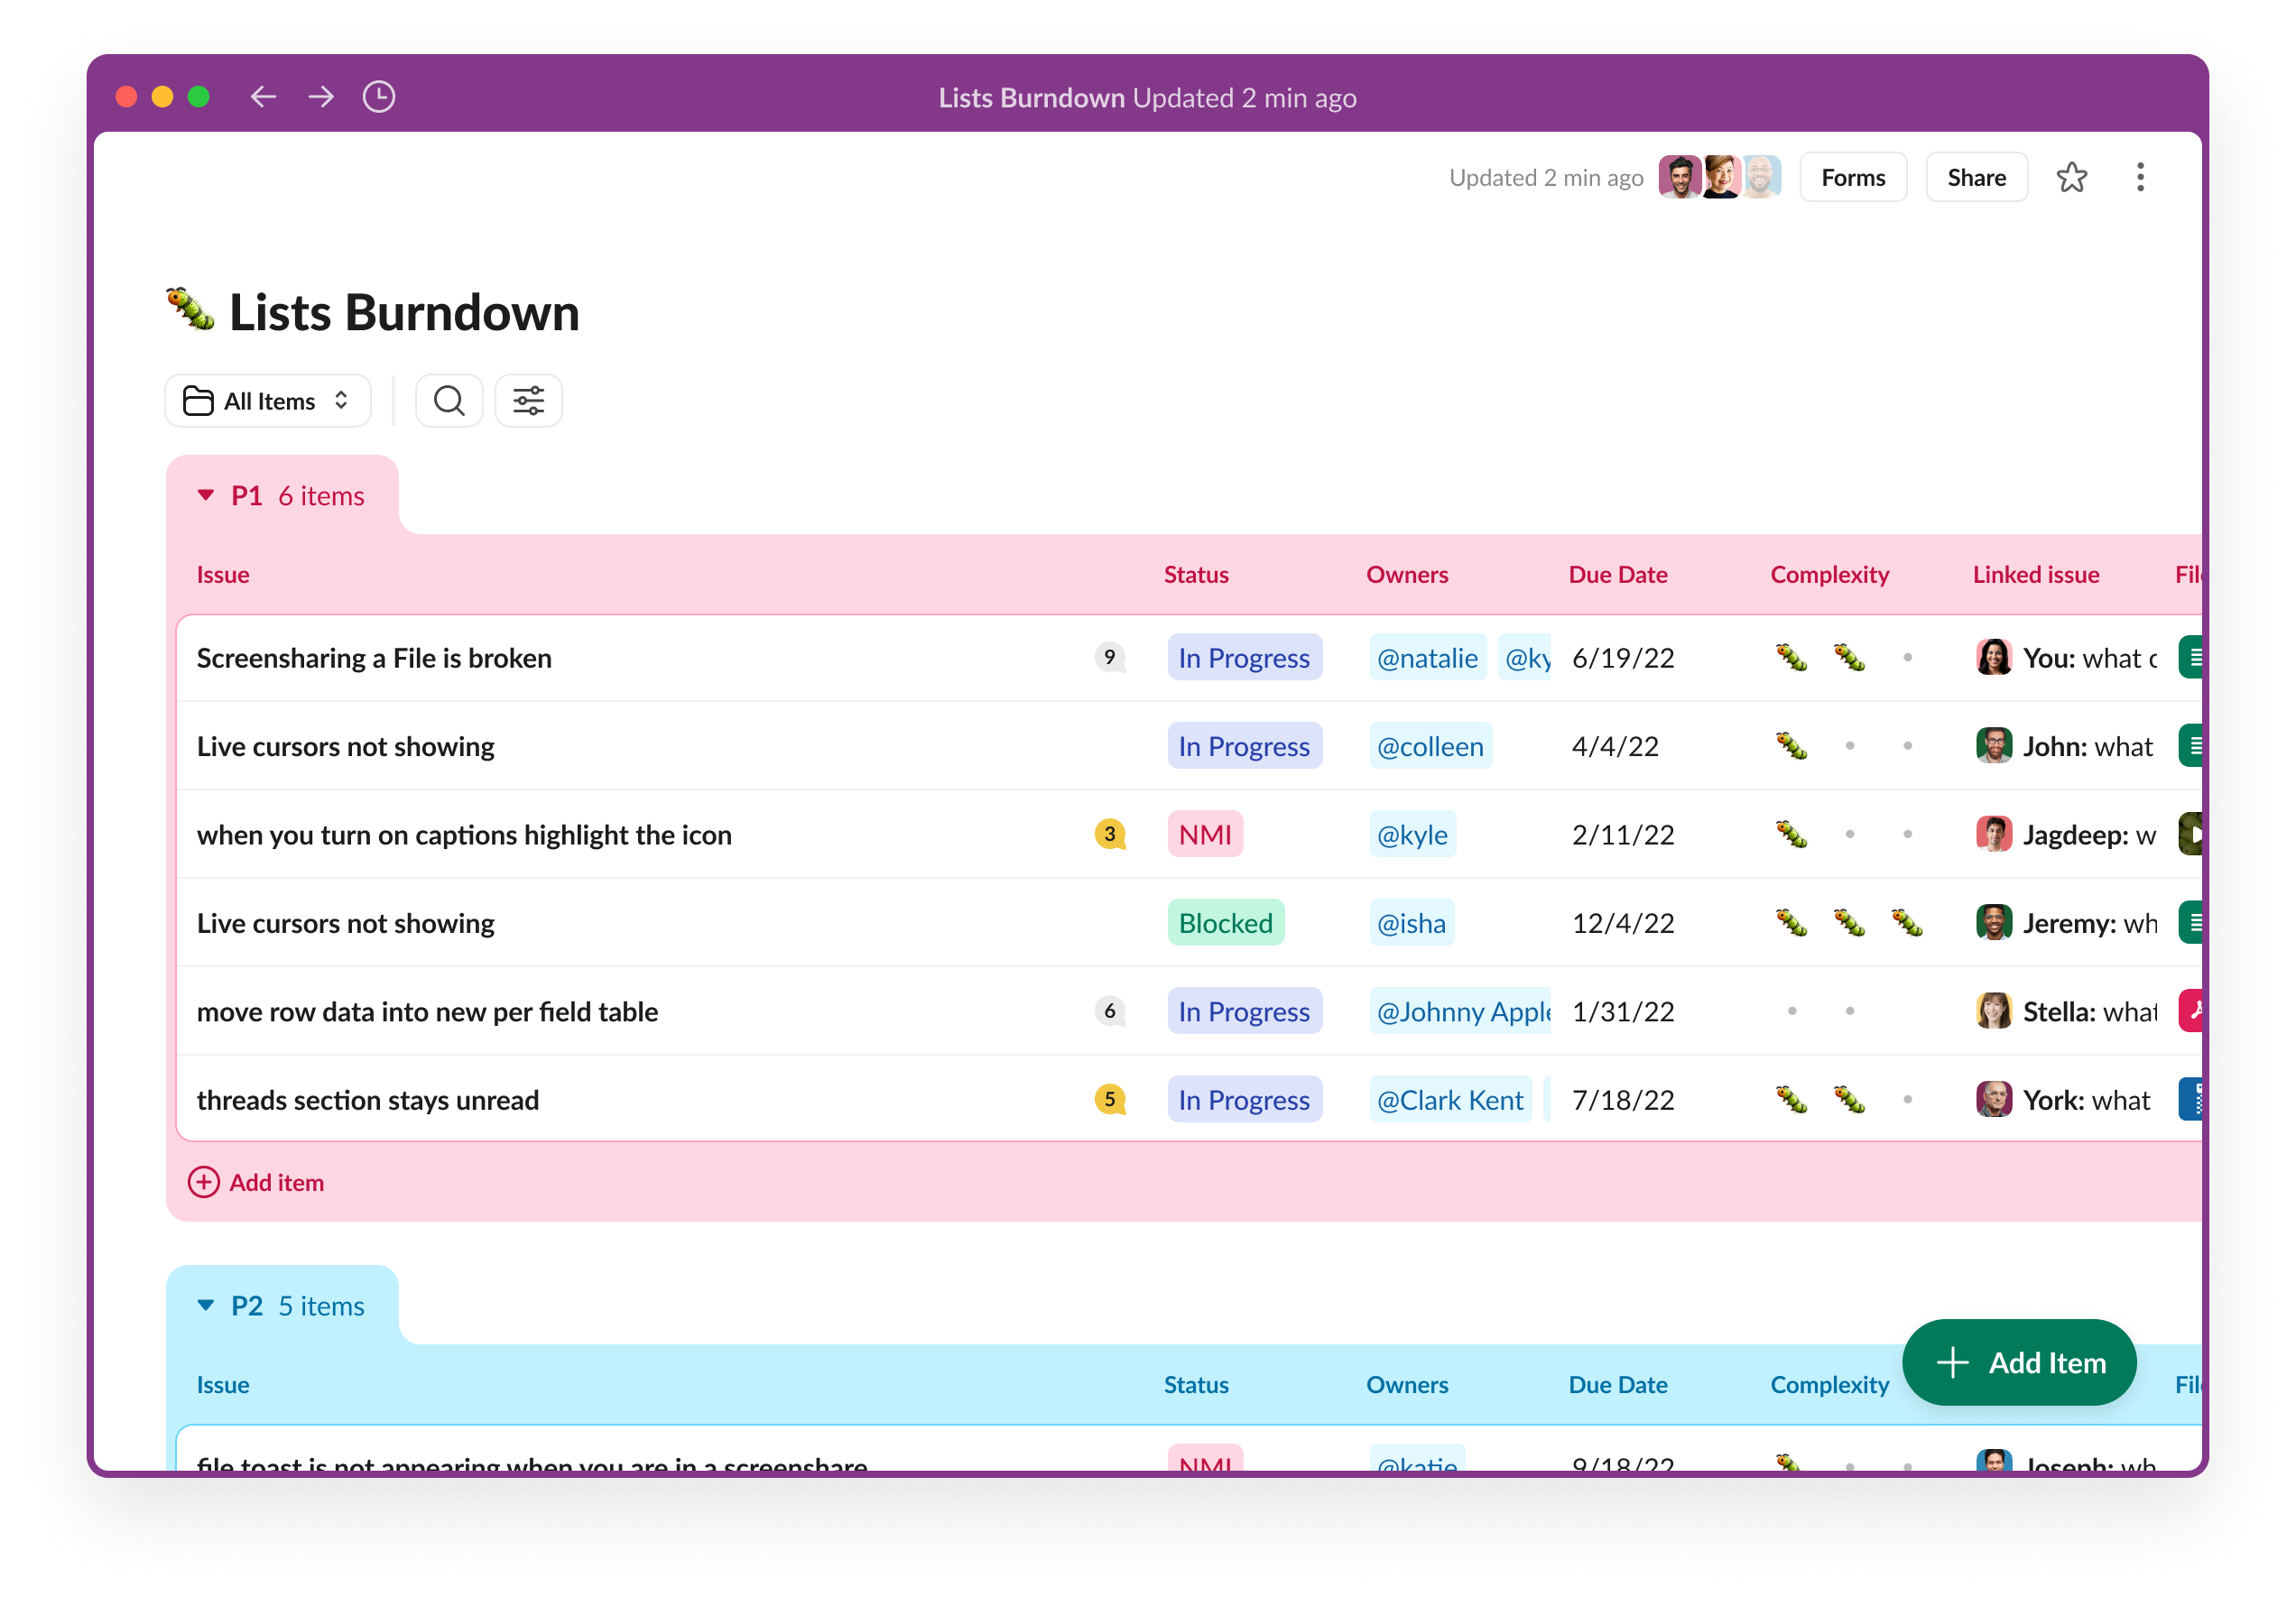 Lists Burndown Updated 2 min ago
Updated 2 min ago Forms Share
Lists Burndown
All Items
P1 6 items
Issue Status Owners Due Date Complexity Linked issue
Screensharing a File is broken 9 In Progress @natalie @ky 6/19/22 You: what
Live cursors not showing In Progress @colleen 4/4/22 John: what
when you turn on captions highlight the icon 3 NMI @kyle 2/11/22 Jagdeep: w
Live cursors not showing Blocked @isha 12/4/22 Jeremy: wh
move row data into new per field table 6 In Progress @Johnny Apple 1/31/22 Stella: what
threads section stays unread 5 In Progress @Clark Kent 7/18/22 York: what
Add item
P2 5 items
Issue Status Owners Due Date Complexity
Add Item
file toast is not appearing when you are in a screenshare NMI @katie 9/18/22 Joseph: wh